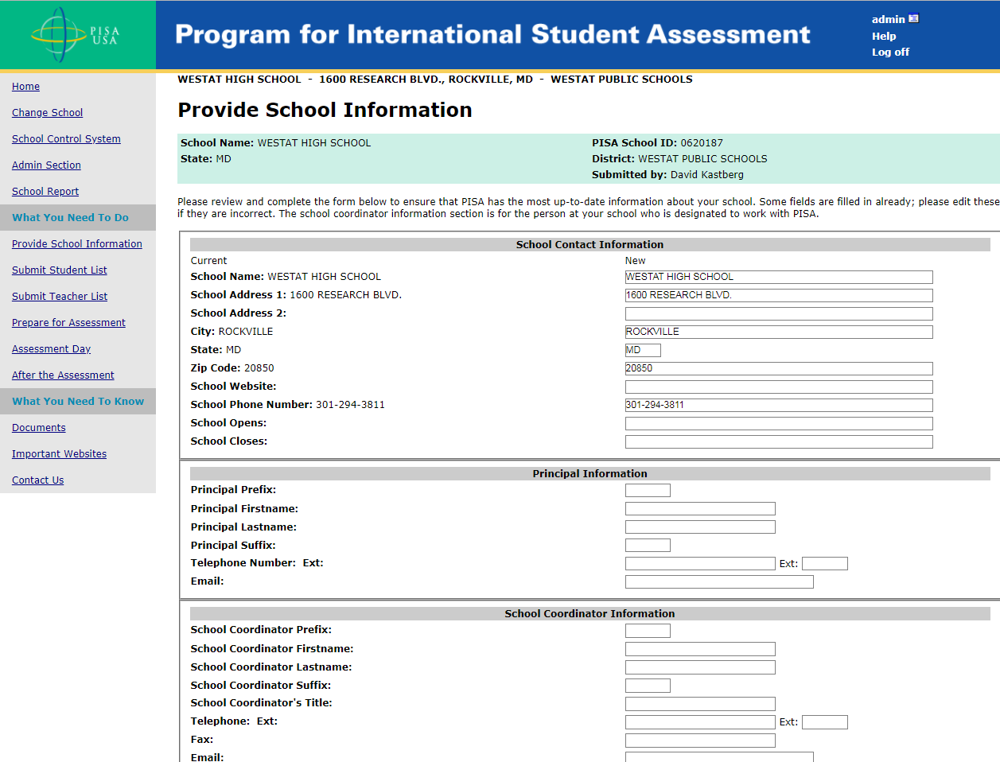 PISA
USA
Program for International Student Assessment
admin
Help
Log off
Home
Change School
School Control System
Admin Section
School Report
What You Need To Do
Provide School Information
Submit Student List
Submit Teacher List
Prepare for Assessment
Assessment Day
After the Assessment
What You Need To Know
Documents
Important Websites
Contact Us
WESTAT HIGH SCHOOL - 1600 RESEARCH BLVD., ROCKVILLE, MD - WESTAT PUBLIC SCHOOLS
Provide School Information
School Name: WESTAT HIGH SCHOOL PISA School ID: 0620187
State: MD District: WESTAT PUBLIC SCHOOLS
Submitted by: David Kastberg
Please review and complete the form below to ensure that PISA has the most up-to-date information about your school. Some fields are filled in already; please edit these
if they are incorrect. The school coordinator information section is for the person at your school who is designated to work with PISA.
School Contact Information
Current New
School Name: WESTAT HIGH SCHOOL WESTAT HIGH SCHOOL
School Address 1: 1600 RESEARCH BLVD. 1600 RESEARCH BLVD.
School Address 2:
City: ROCKVILLE ROCKVILLE
State: MD MD
Zip Code: 20850 20850
School Website:
School Phone Number: 301-294-3811 301-294-3811
School Opens:
School Closes:
Principal Information
Principal Prefix:
Principal Firstname:
Principal Lastname:
Principal Suffix:
Telephone Number: Ext: Ext:
Email:
School Coordinator Information
School Coordinator Prefix:
School Coordinator Firstname:
School Coordinator Lastname:
School Coordinator Suffix:
School Coordinator's Title:
Telephone: Ext: Ext:
Fax:
Email: